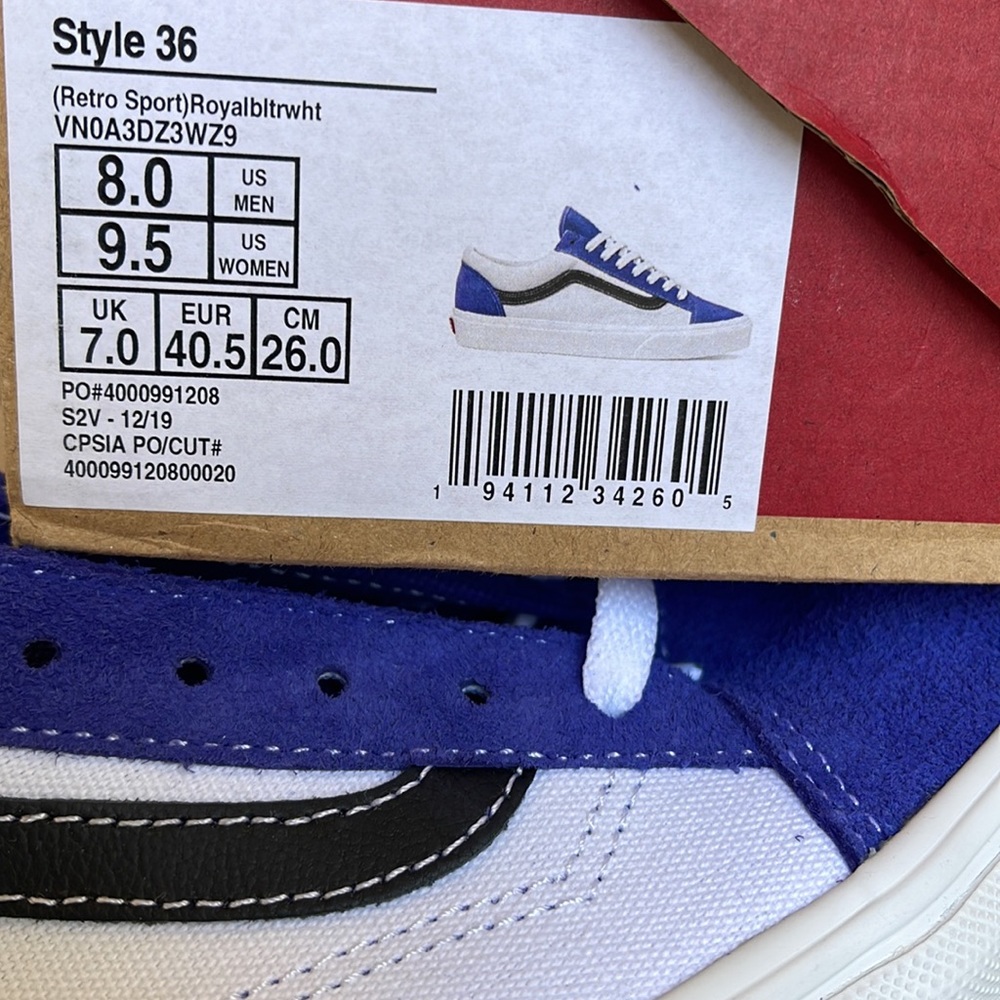 Style 36
(Retro Sport)Royalbltrwht
VN0A3DZ3WZ9
8.0 US MEN
9.5 US WOMEN
UK EUR CM
7.0 40.5 26.0
PO#4000991208
S2V - 12/19
CPSIA PO/CUT#
400099120800020
1 94112 34260 5